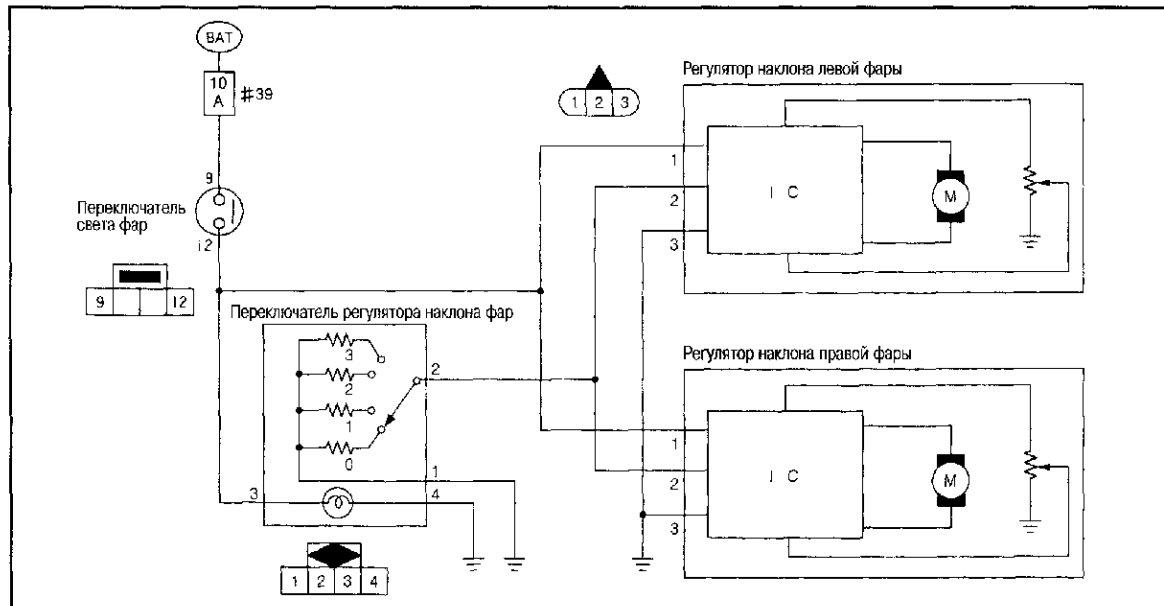 BAT
10
A
#39
9
Переключатель
света фар
12
9 12
Переключатель регулятора наклона фар
3
2
1
0
2
1
3 4
1 2 3 4
1 2 3
Регулятор наклона левой фары
1
2
3
I C
M
Регулятор наклона правой фары
1
2
3
I C
M